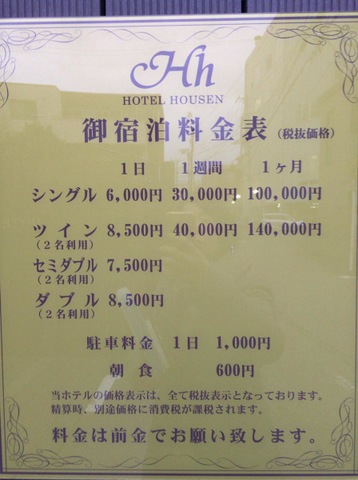 Hh
HOTEL HOUSEN
御宿泊料金表(税抜価格)
1日 1週間 1ヶ月
シングル 6,000円 30,000円 100,000円
ツイン 8,500円 40,000円 140,000円
(2名利用)
セミダブル 7,500円
(2名利用)
ダブル 8,500円
(2名利用)
駐車料金 1日 1,000円
朝食 600円
当ホテルの価格表示は、全て税抜表示となっております。
精算時、別途価格に消費税が課税されます。
料金は前金でお願い致します。